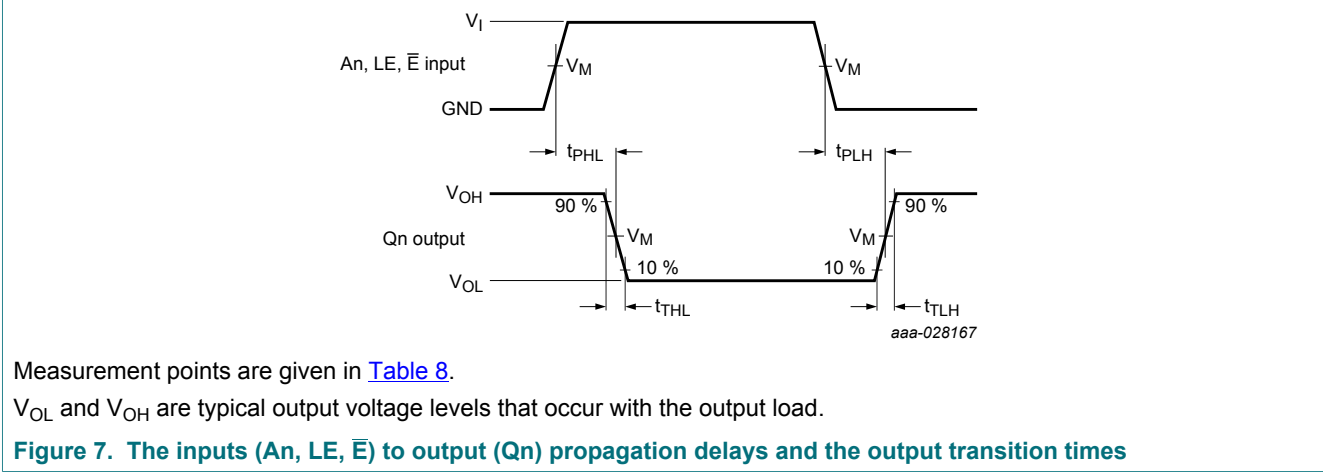 V_I
An, LE, E̅ input
V_M
V_M
GND
t_PHL
t_PLH
V_OH
90 %
90 %
Qn output
V_M
V_M
10 %
10 %
V_OL
t_THL
t_TLH
aaa-028167
Measurement points are given in Table 8.
V_OL and V_OH are typical output voltage levels that occur with the output load.
Figure 7. The inputs (An, LE, E̅) to output (Qn) propagation delays and the output transition times